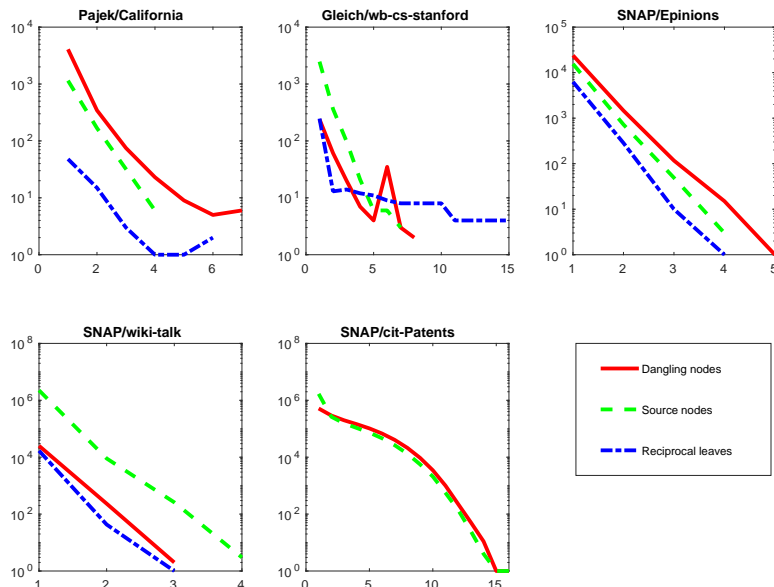 Pajek/California
Gleich/wb-cs-stanford
SNAP/Epinions
10^4
10^3
10^2
10^1
10^0
0 2 4 6
10^4
10^3
10^2
10^1
10^0
0 5 10 15
10^5
10^4
10^3
10^2
10^1
10^0
1 2 3 4 5
SNAP/wiki-talk
SNAP/cit-Patents
10^8
10^6
10^4
10^2
10^0
1 2 3 4
10^8
10^6
10^4
10^2
10^0
0 5 10 15
Dangling nodes
Source nodes
Reciprocal leaves